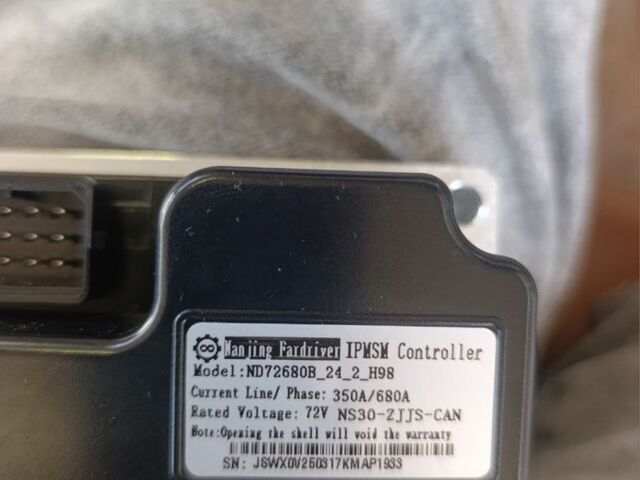 Nanjing Fardriver IPMSM Controller
Model:ND72680B_24_2_H98
Current Line/ Phase: 350A/680A
Rated Voltage: 72V NS30-ZJJS-CAN
Note:Opening the shell will void the warranty
SN: JSWX0V250317KMAP1933